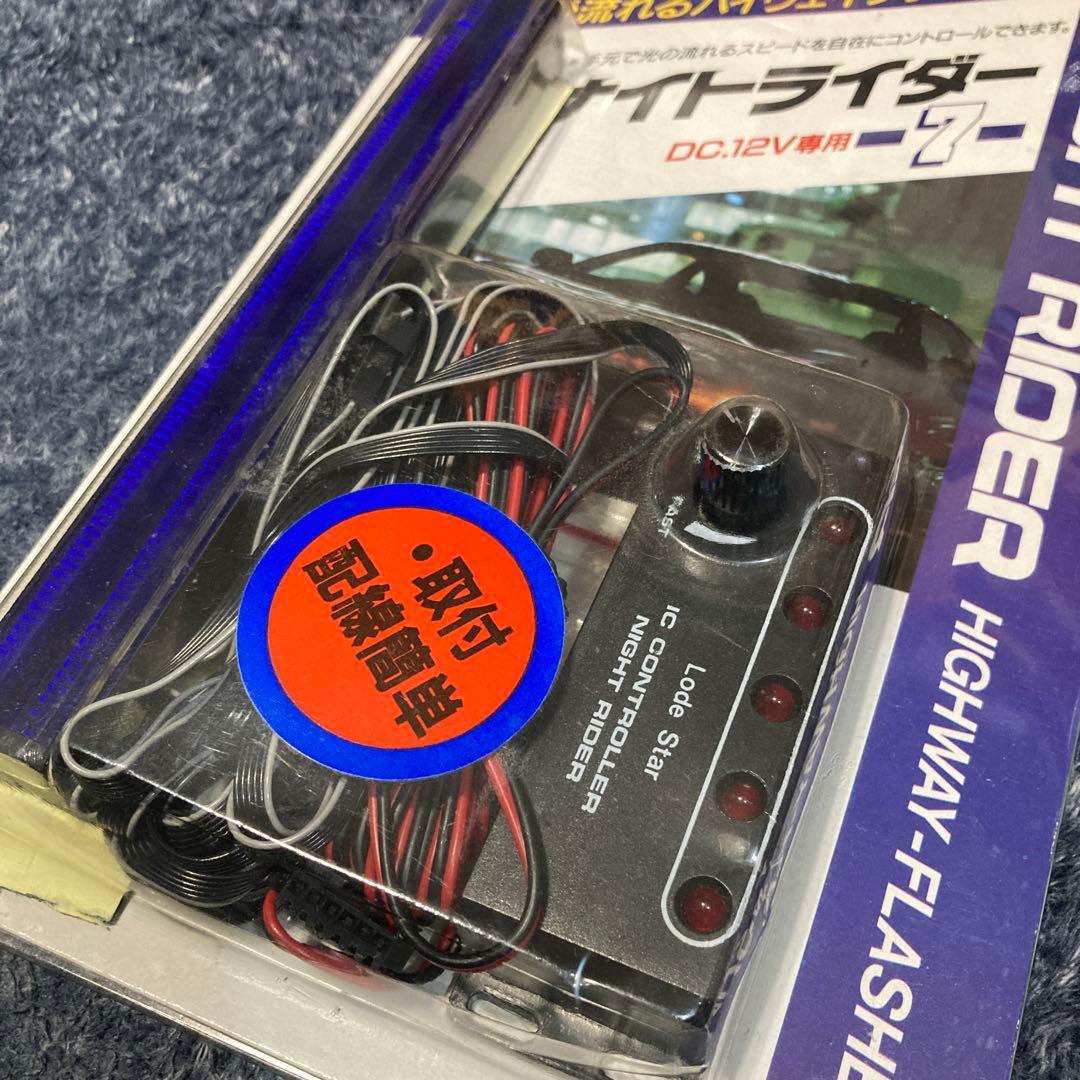 流れるハイウェイフ
手元で光の流れるスピードを自在にコントロールできます。
ナイトライダー
-7-
DC.12V専用
RIDER HIGHWAY-FLASHE
FAST
Lode Star
IC CONTROLLER
NIGHT RIDER
・取付
配線簡単